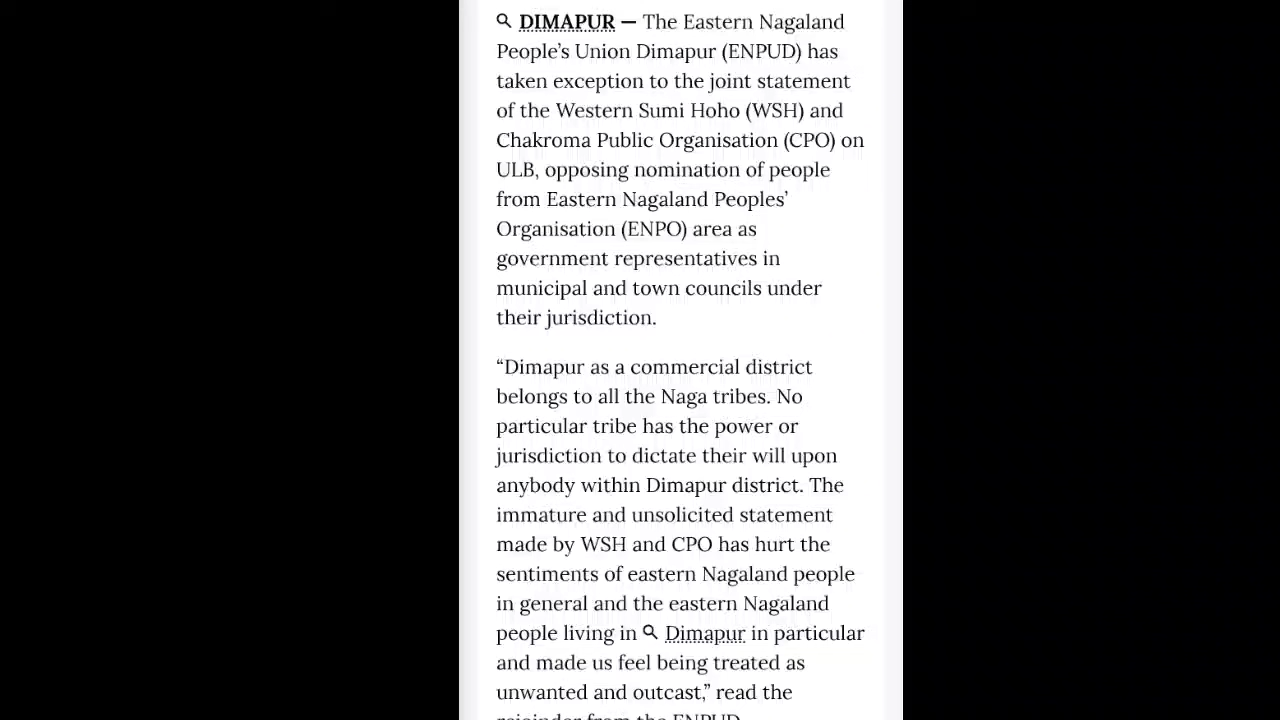 DIMAPUR — The Eastern Nagaland
People’s Union Dimapur (ENPUD) has
taken exception to the joint statement
of the Western Sumi Hoho (WSH) and
Chakroma Public Organisation (CPO) on
ULB, opposing nomination of people
from Eastern Nagaland Peoples’
Organisation (ENPO) area as
government representatives in
municipal and town councils under
their jurisdiction.
“Dimapur as a commercial district
belongs to all the Naga tribes. No
particular tribe has the power or
jurisdiction to dictate their will upon
anybody within Dimapur district. The
immature and unsolicited statement
made by WSH and CPO has hurt the
sentiments of eastern Nagaland people
in general and the eastern Nagaland
people living in Dimapur in particular
and made us feel being treated as
unwanted and outcast,” read the
rejoinder from the ENPUD